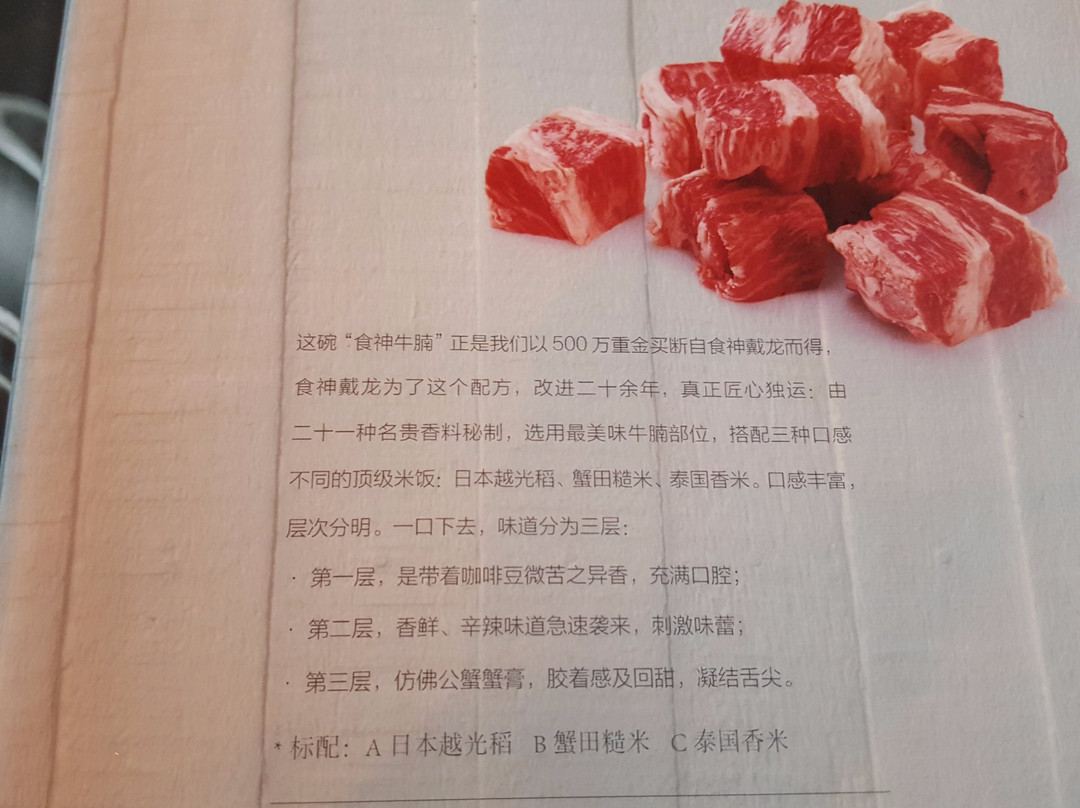 这碗“食神牛腩”正是我们以500万重金买断自食神戴龙而得，
食神戴龙为了这个配方，改进二十余年，真正匠心独运：由
二十一种名贵香料秘制，选用最美味牛腩部位，搭配三种口感
不同的顶级米饭：日本越光稻、蟹田糙米、泰国香米。口感丰富，
层次分明。一口下去，味道分为三层：
· 第一层，是带着咖啡豆微苦之异香，充满口腔；
· 第二层，香鲜、辛辣味道急速袭来，刺激味蕾；
· 第三层，仿佛公蟹蟹膏，胶着感及回甜，凝结舌尖。
*标配：A 日本越光稻 B 蟹田糙米 C 泰国香米